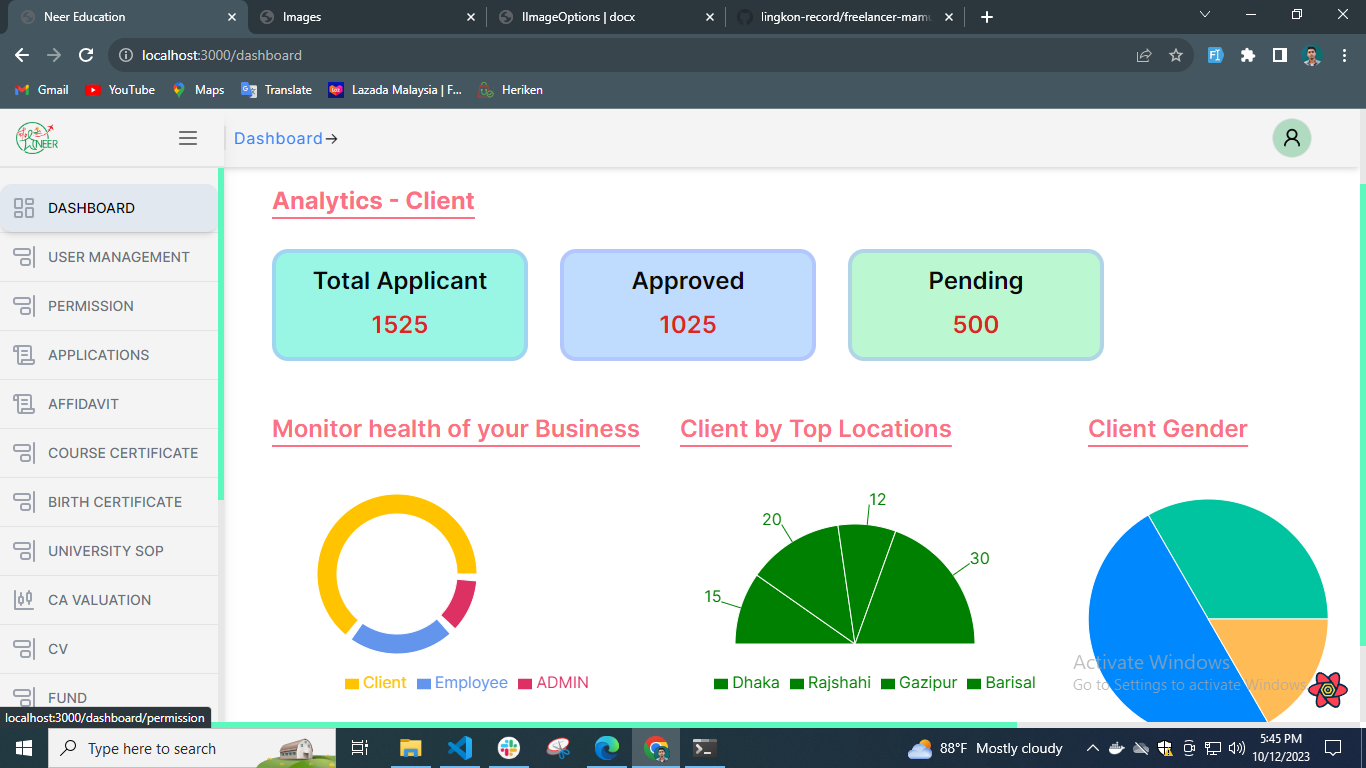 Neer Education
Images
IImageOptions | docx
lingkon-record/freelancer-mamu
localhost:3000/dashboard
Gmail
YouTube
Maps
Translate
Lazada Malaysia | F...
Heriken
NEER
Dashboard→
DASHBOARD
USER MANAGEMENT
PERMISSION
APPLICATIONS
AFFIDAVIT
COURSE CERTIFICATE
BIRTH CERTIFICATE
UNIVERSITY SOP
CA VALUATION
CV
FUND
localhost:3000/dashboard/permission
Analytics - Client
Total Applicant
1525
Approved
1025
Pending
500
Monitor health of your Business
Client Employee ADMIN
Client by Top Locations
15
20
12
30
Dhaka Rajshahi Gazipur Barisal
Client Gender
Activate Windows
Go to Settings to activate Windows
Type here to search
88°F Mostly cloudy
5:45 PM
10/12/2023